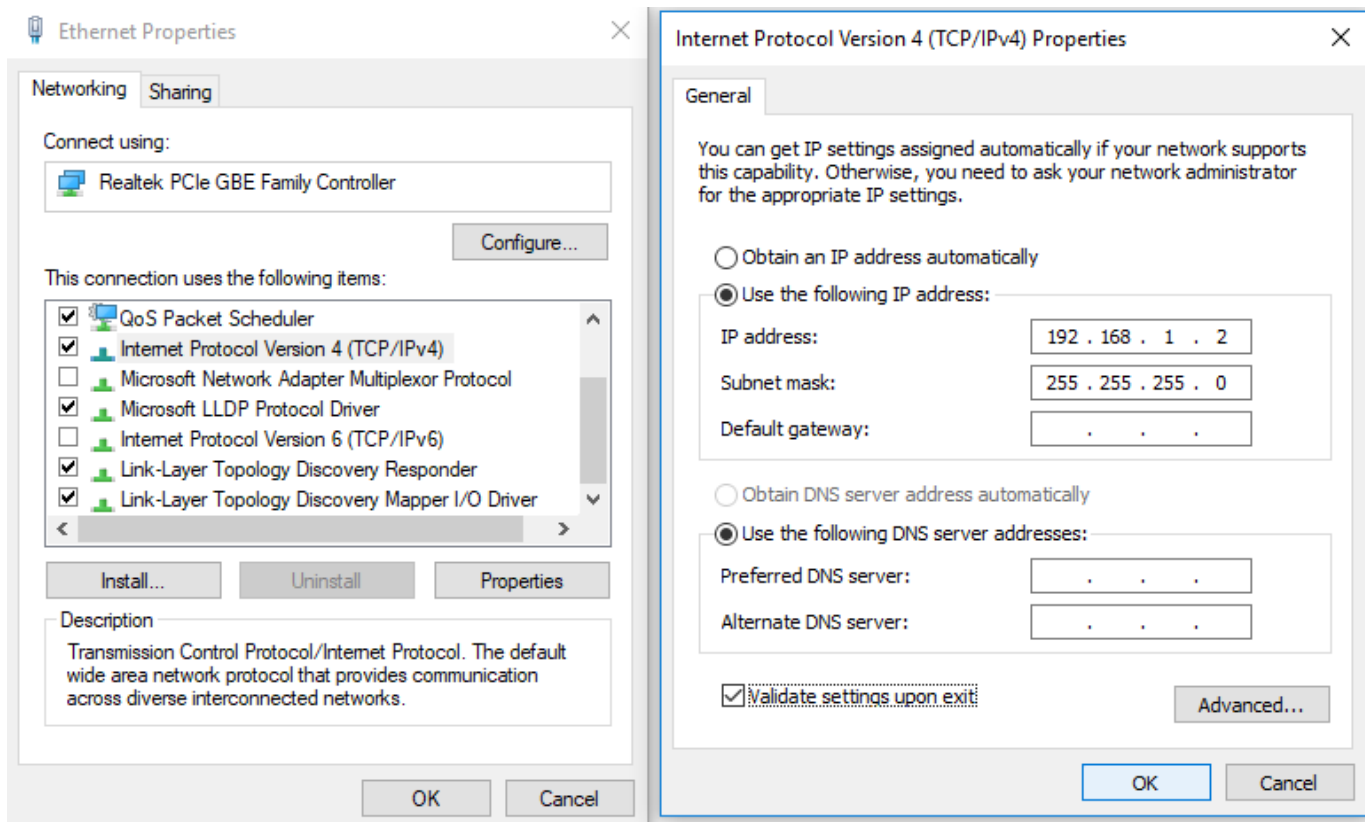 Ethernet Properties
Networking
Sharing
Connect using:
Realtek PCIe GBE Family Controller
Configure...
This connection uses the following items:
QoS Packet Scheduler
Internet Protocol Version 4 (TCP/IPv4)
Microsoft Network Adapter Multiplexor Protocol
Microsoft LLDP Protocol Driver
Internet Protocol Version 6 (TCP/IPv6)
Link-Layer Topology Discovery Responder
Link-Layer Topology Discovery Mapper I/O Driver
Install...
Uninstall
Properties
Description
Transmission Control Protocol/Internet Protocol. The default
wide area network protocol that provides communication
across diverse interconnected networks.
OK
Cancel
Internet Protocol Version 4 (TCP/IPv4) Properties
General
You can get IP settings assigned automatically if your network supports
this capability. Otherwise, you need to ask your network administrator
for the appropriate IP settings.
Obtain an IP address automatically
Use the following IP address:
IP address: 192 . 168 . 1 . 2
Subnet mask: 255 . 255 . 255 . 0
Default gateway: . . .
Obtain DNS server address automatically
Use the following DNS server addresses:
Preferred DNS server: . . .
Alternate DNS server: . . .
Validate settings upon exit
Advanced...
OK
Cancel